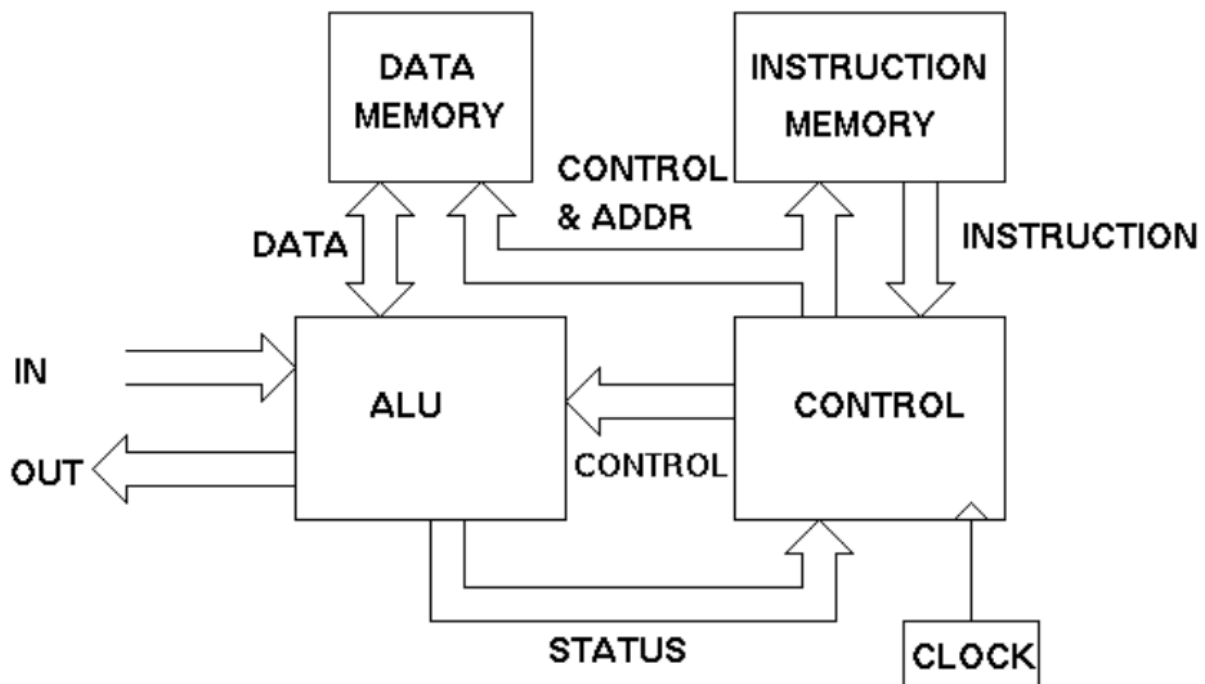 DATA
MEMORY
INSTRUCTION
MEMORY
CONTROL
& ADDR
DATA
INSTRUCTION
IN
ALU
CONTROL
OUT
CONTROL
STATUS
CLOCK